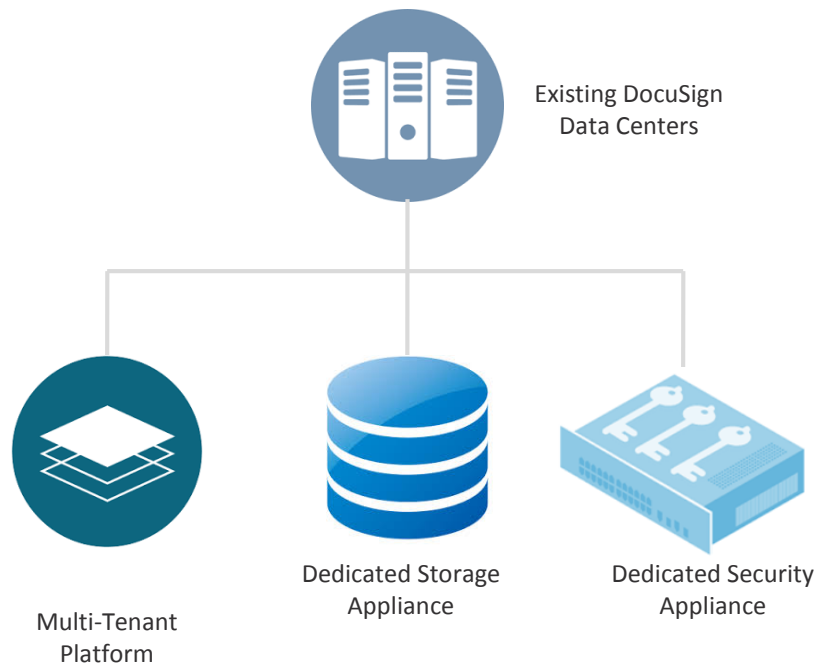 Existing DocuSign
Data Centers
Dedicated Storage
Appliance
Dedicated Security
Appliance
Multi-Tenant
Platform